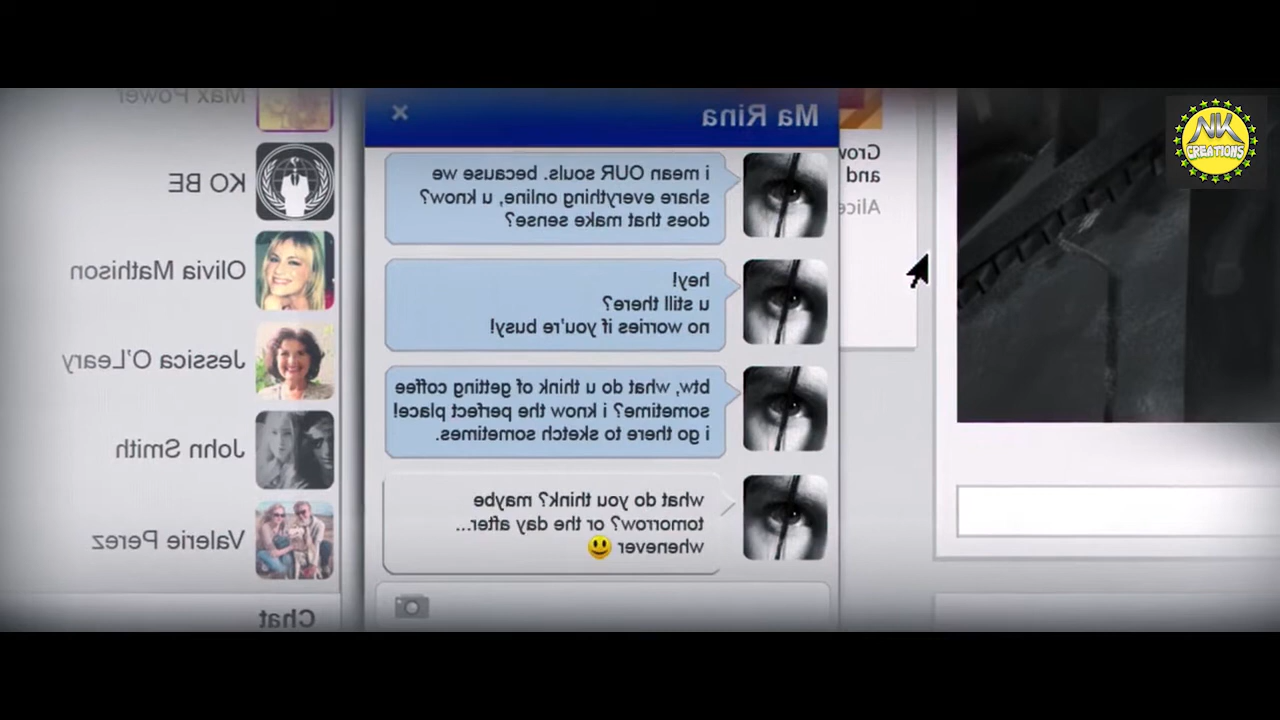 Max Power
KO BE
Olivia Mathison
Jessica O'Leary
John Smith
Valerie Perez
Chat
Ma Rina
i mean OUR souls. because we
share everything online, u know?
does that make sense?
hey!
u still there?
no worries if you're busy!
btw, what do u think of getting coffee
sometime? i know the perfect place!
i go there to sketch sometimes.
what do you think? maybe
tomorrow? or the day after...
whenever 😃
Grow
and
Alice
NK
CREATIONS